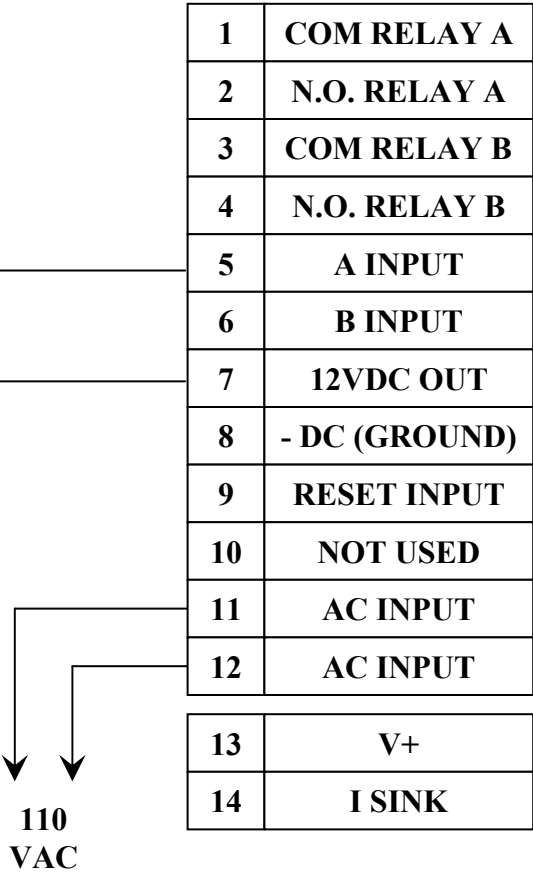 1 COM RELAY A
2 N.O. RELAY A
3 COM RELAY B
4 N.O. RELAY B
5 A INPUT
6 B INPUT
7 12VDC OUT
8 - DC (GROUND)
9 RESET INPUT
10 NOT USED
11 AC INPUT
12 AC INPUT
13 V+
14 I SINK
110
VAC